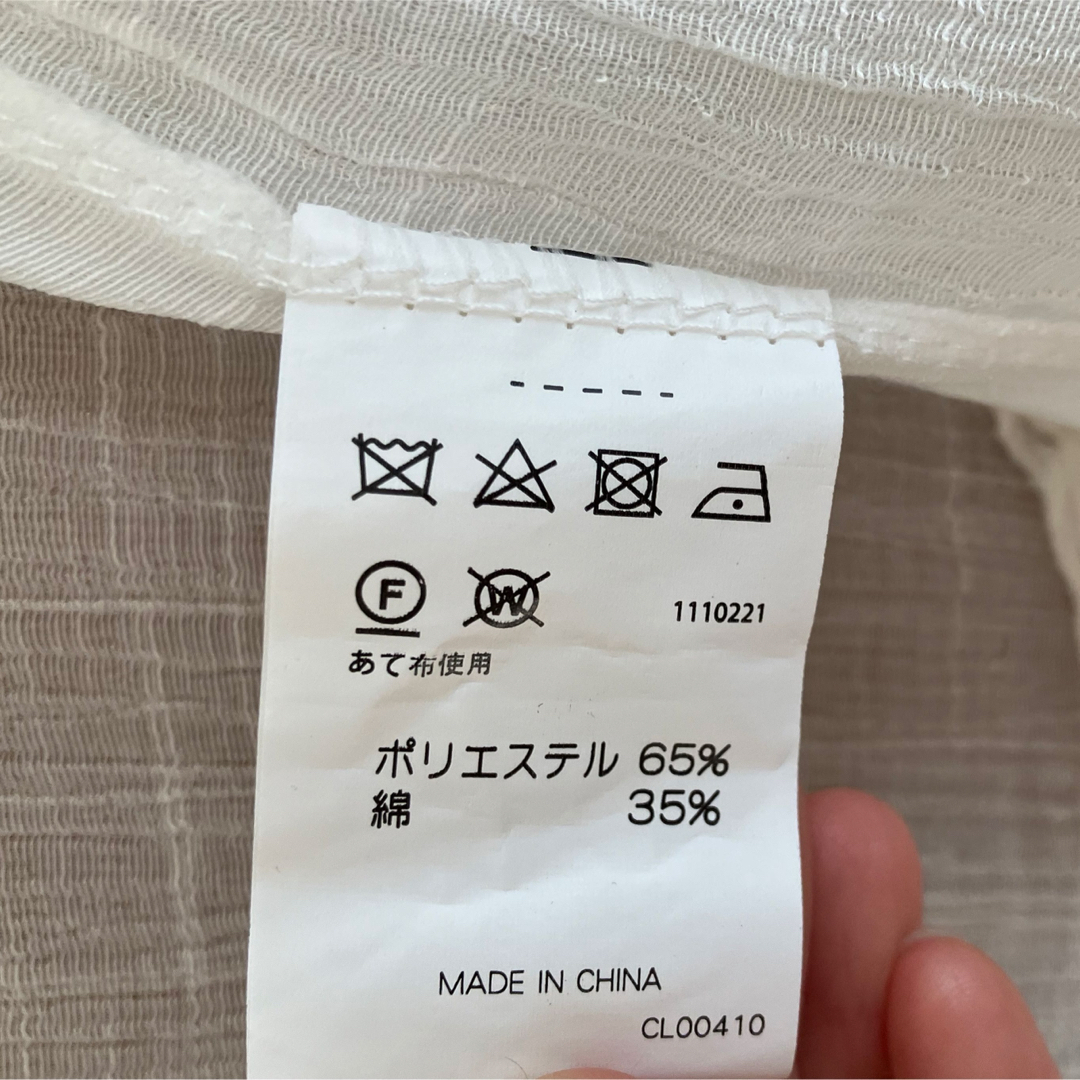 F W 1110221
あて布使用
ポリエステル 65%
綿 35%
MADE IN CHINA
CL00410